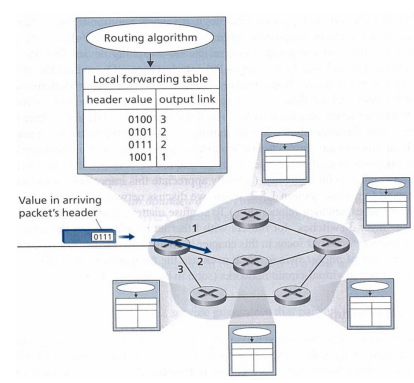 Routing algorithm
Local forwarding table
header value output link
0100 3
0101 2
0111 2
1001 1
Value in arriving
packet's header
0111
1
2
3